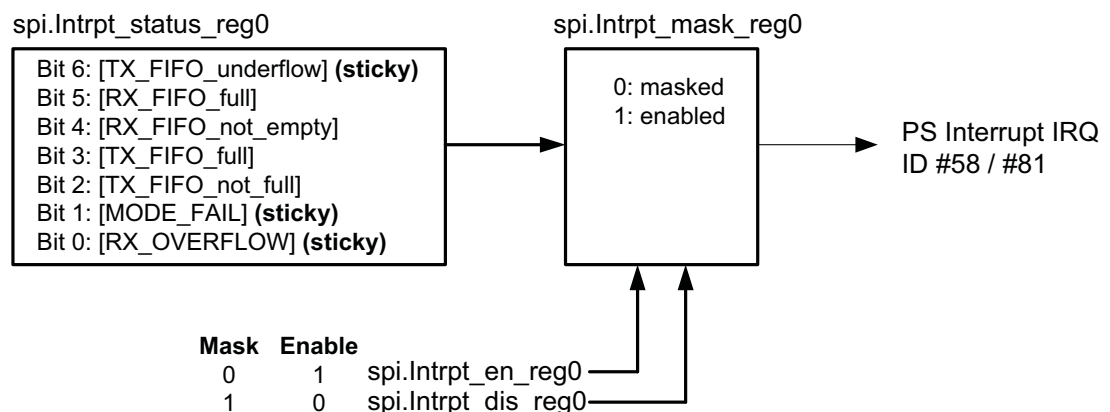 spi.Intrpt_status_reg0
spi.Intrpt_mask_reg0
Bit 6: [TX_FIFO_underflow] (sticky)
Bit 5: [RX_FIFO_full]
Bit 4: [RX_FIFO_not_empty]
Bit 3: [TX_FIFO_full]
Bit 2: [TX_FIFO_not_full]
Bit 1: [MODE_FAIL] (sticky)
Bit 0: [RX_OVERFLOW] (sticky)
0: masked
1: enabled
PS Interrupt IRQ
ID #58 / #81
Mask Enable
0 1 spi.Intrpt_en_reg0
1 0 spi.Intrpt_dis_reg0